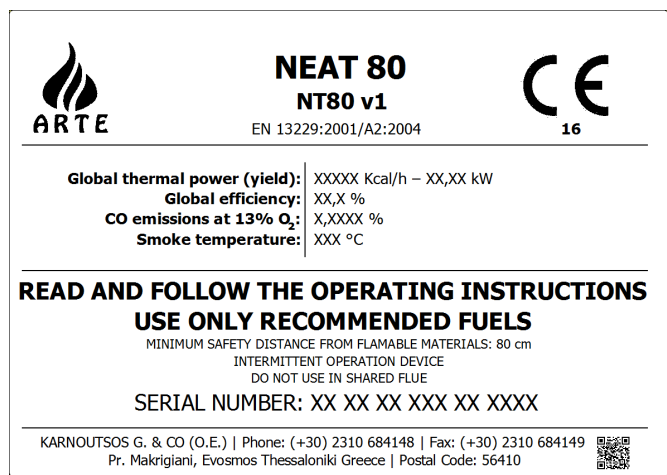 ARTE
NEAT 80
NT80 v1
EN 13229:2001/A2:2004
CE
16
Global thermal power (yield): XXXXX Kcal/h – XX,XX kW
Global efficiency: XX,X %
CO emissions at 13% O₂: X,XXXX %
Smoke temperature: XXX °C
READ AND FOLLOW THE OPERATING INSTRUCTIONS
USE ONLY RECOMMENDED FUELS
MINIMUM SAFETY DISTANCE FROM FLAMABLE MATERIALS: 80 cm
INTERMITTENT OPERATION DEVICE
DO NOT USE IN SHARED FLUE
SERIAL NUMBER: XX XX XX XXX XX XXXX
KARNOUTSOS G. & CO (O.E.) | Phone: (+30) 2310 684148 | Fax: (+30) 2310 684149
Pr. Makrigiani, Evosmos Thessaloniki Greece | Postal Code: 56410